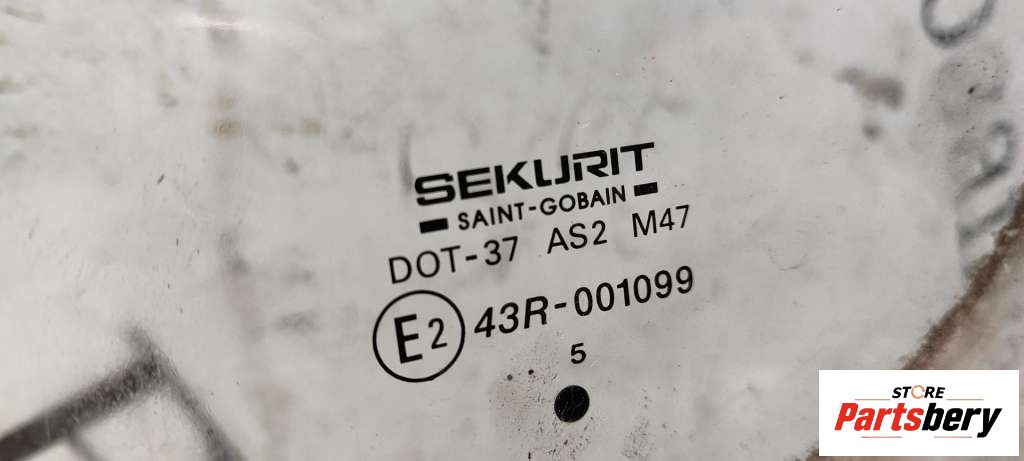 SEKURIT
SAINT-GOBAIN
DOT-37 AS2 M47
E2 43R-001099
5
STORE
Partsbery